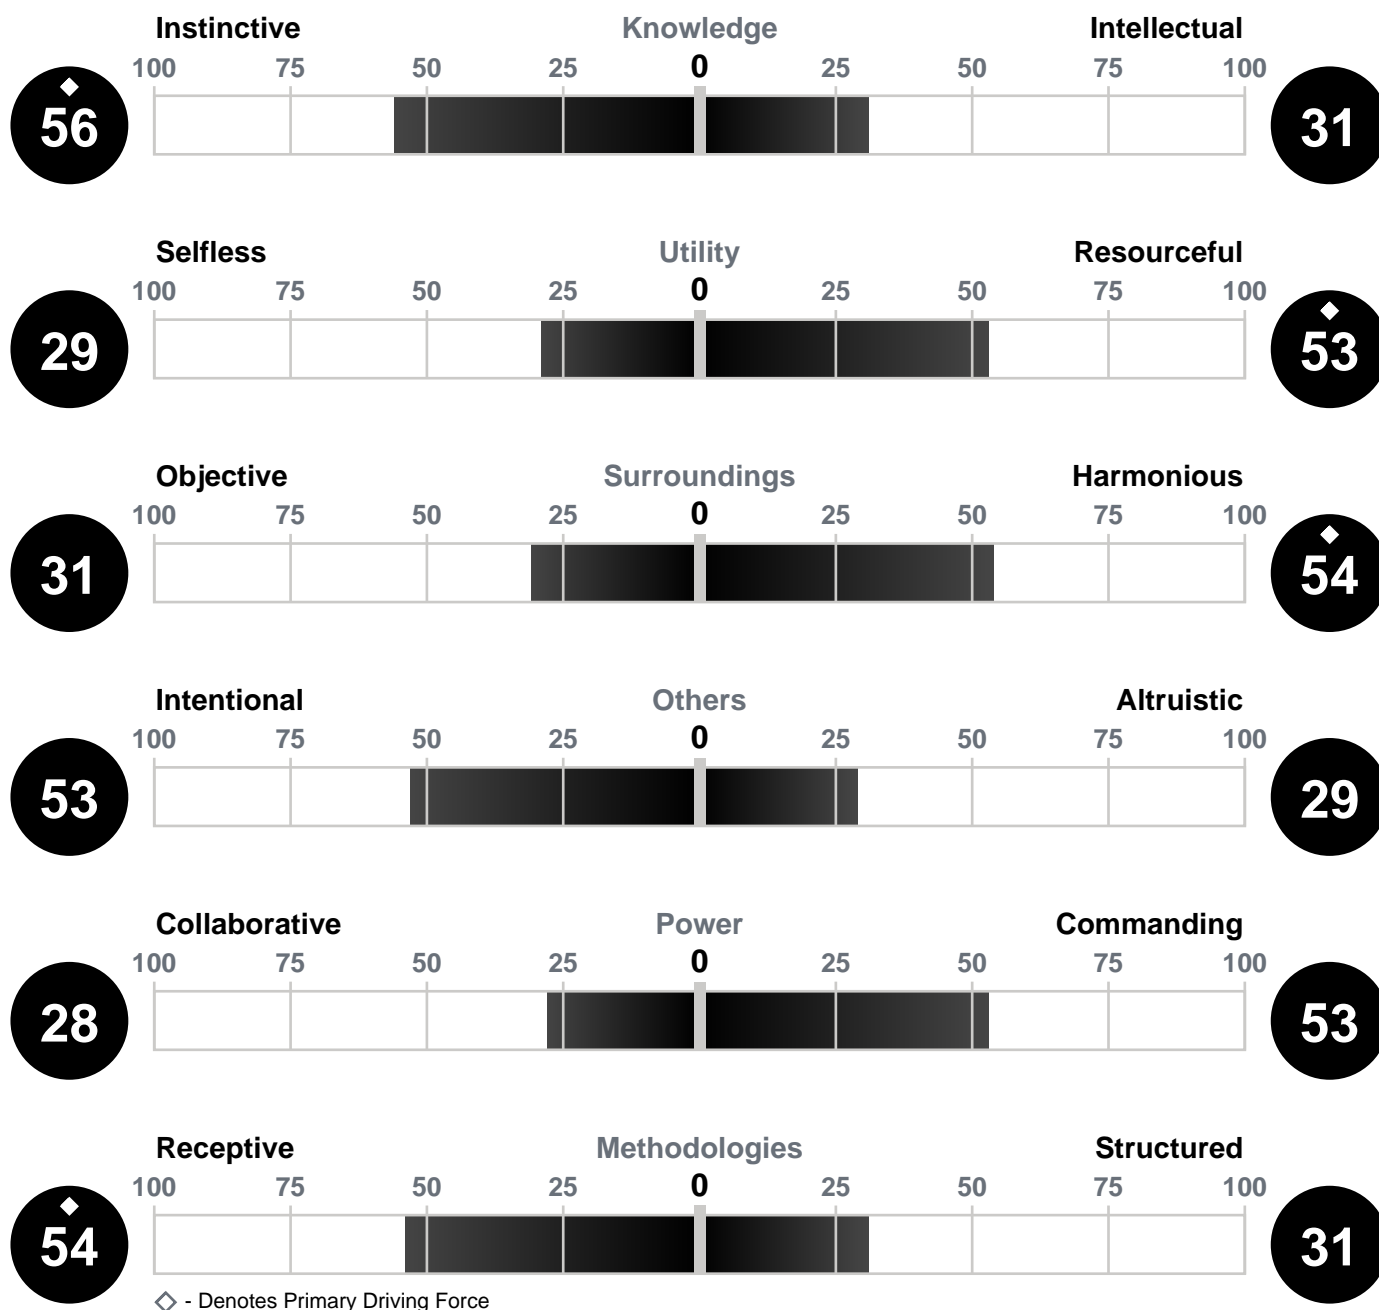 Instinctive Knowledge Intellectual
100 75 50 25 0 25 50 75 100
56 31
Selfless Utility Resourceful
100 75 50 25 0 25 50 75 100
29 53
Objective Surroundings Harmonious
100 75 50 25 0 25 50 75 100
31 54
Intentional Others Altruistic
100 75 50 25 0 25 50 75 100
53 29
Collaborative Power Commanding
100 75 50 25 0 25 50 75 100
28 53
Receptive Methodologies Structured
100 75 50 25 0 25 50 75 100
54 31
- Denotes Primary Driving Force